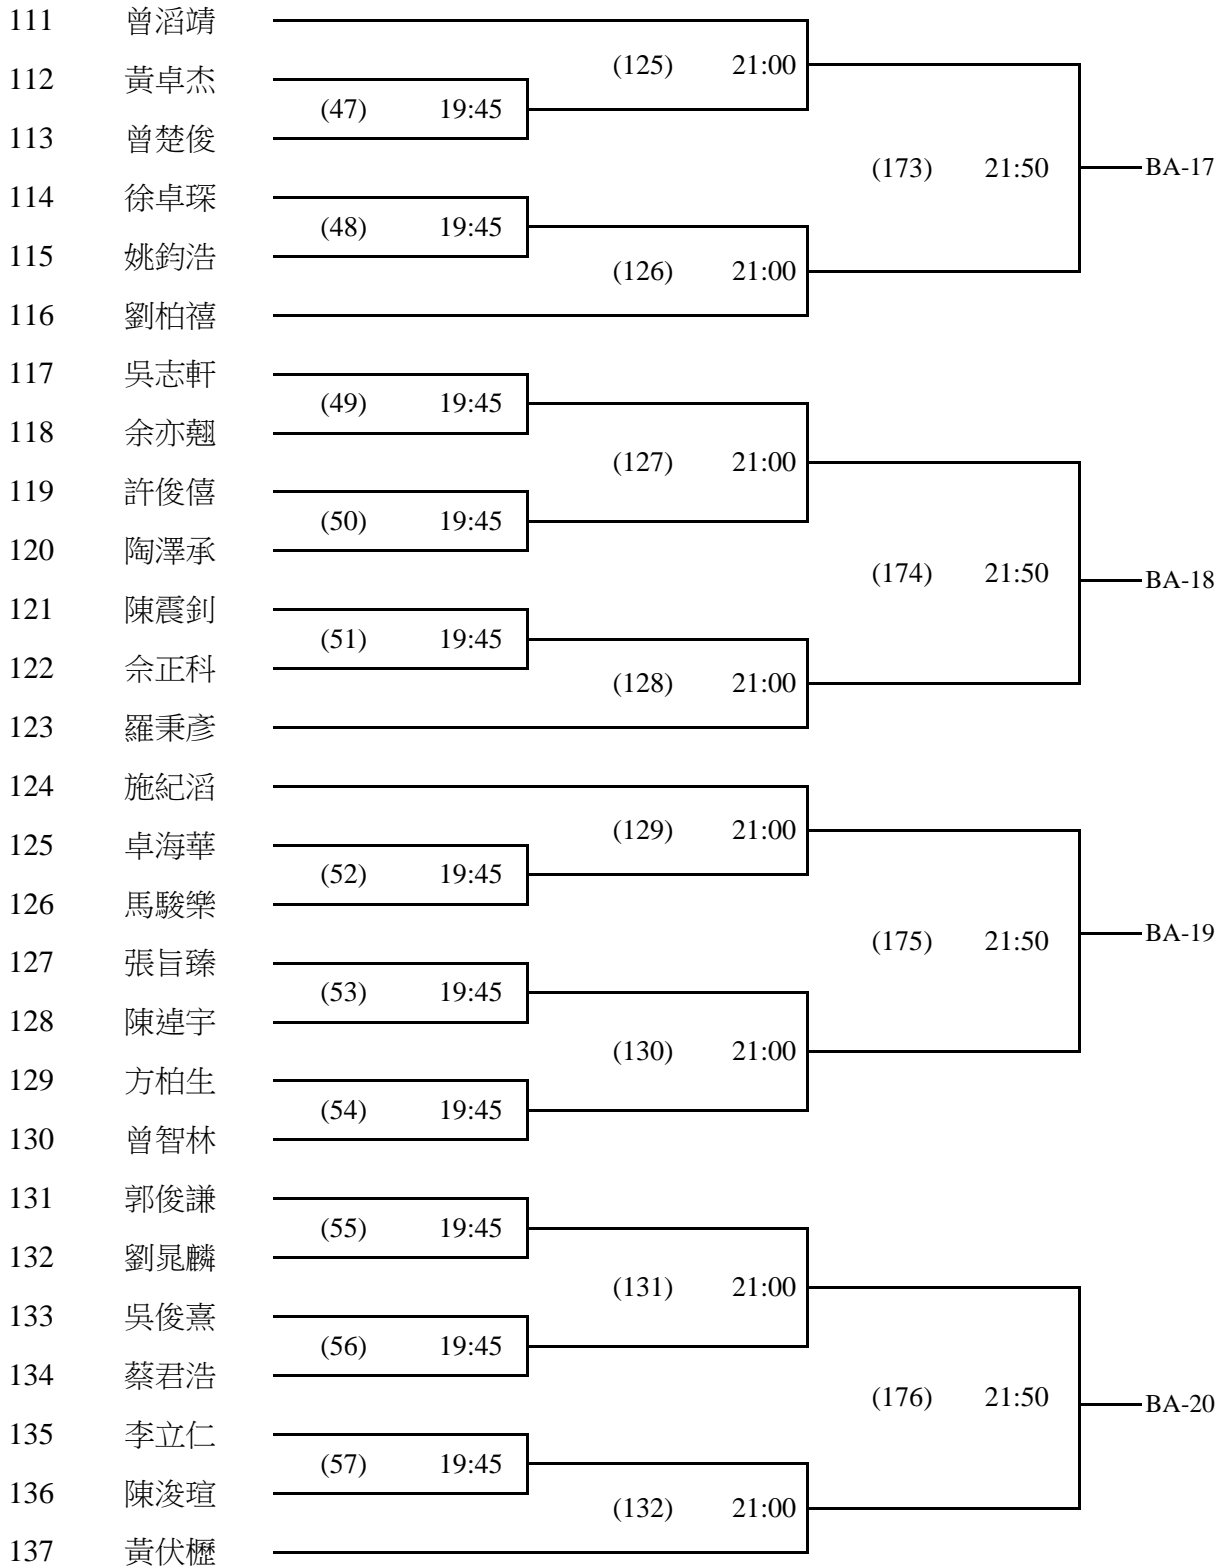 111 曾滔靖
(125) 21:00
112 黃卓杰
(47) 19:45
113 曾楚俊
(173) 21:50 BA-17
114 徐卓琛
(48) 19:45
115 姚鈞浩
(126) 21:00
116 劉柏禧
117 吳志軒
(49) 19:45
118 余亦翹
(127) 21:00
119 許俊僖
(50) 19:45
120 陶澤承
(174) 21:50 BA-18
121 陳震釗
(51) 19:45
122 佘正科
(128) 21:00
123 羅秉彥
124 施紀滔
(129) 21:00
125 卓海華
(52) 19:45
126 馬駿樂
(175) 21:50 BA-19
127 張旨臻
(53) 19:45
128 陳逴宇
(130) 21:00
129 方柏生
(54) 19:45
130 曾智林
131 郭俊謙
(55) 19:45
132 劉晁麟
(131) 21:00
133 吳俊熹
(56) 19:45
134 蔡君浩
(176) 21:50 BA-20
135 李立仁
(57) 19:45
136 陳浚瑄
(132) 21:00
137 黃伏櫪